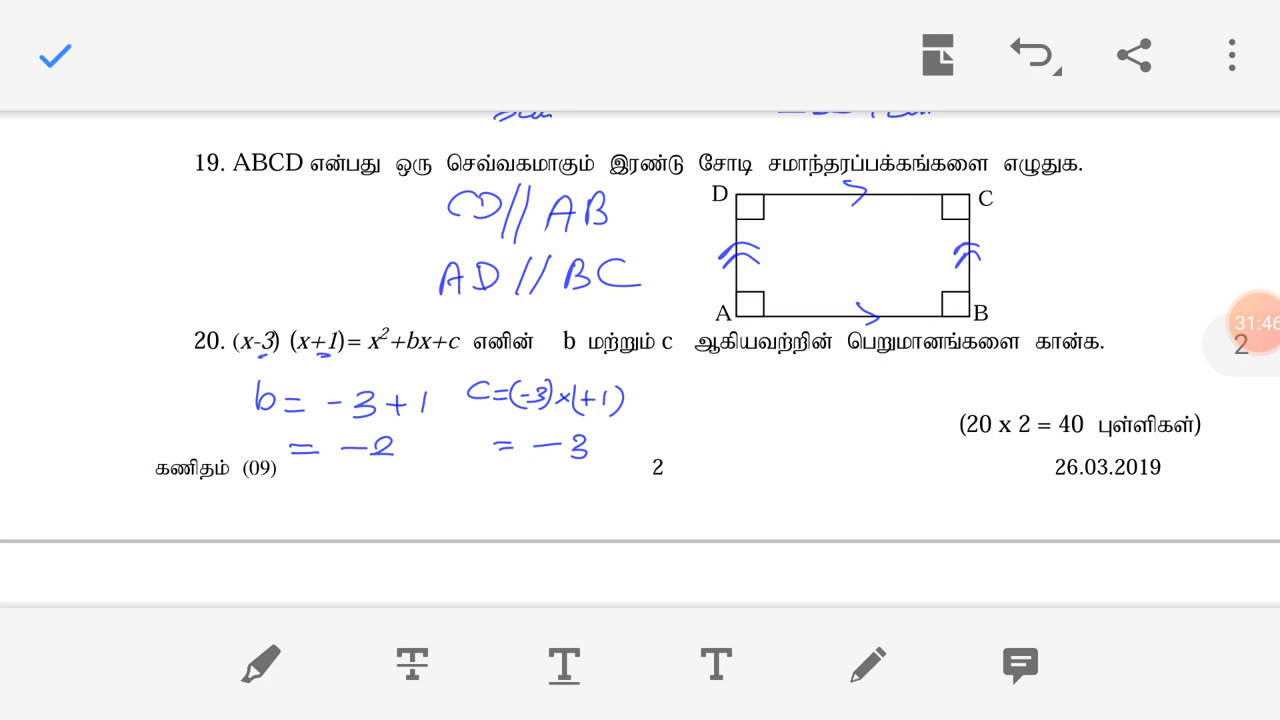 19. ABCD என்பது ஒரு செவ்வகமாகும் இரண்டு சோடி சமாந்தரப்பக்கங்களை எழுதுக.
CD // AB
AD // BC
D
C
A
B
31:46
2
20. (x-3) (x+1)= x²+bx+c எனின் b மற்றும் c ஆகியவற்றின் பெறுமானங்களை கான்க.
b = -3 + 1 C=(-3)×(+1)
= -2 = -3
(20 x 2 = 40 புள்ளிகள்)
கணிதம் (09) 2 26.03.2019